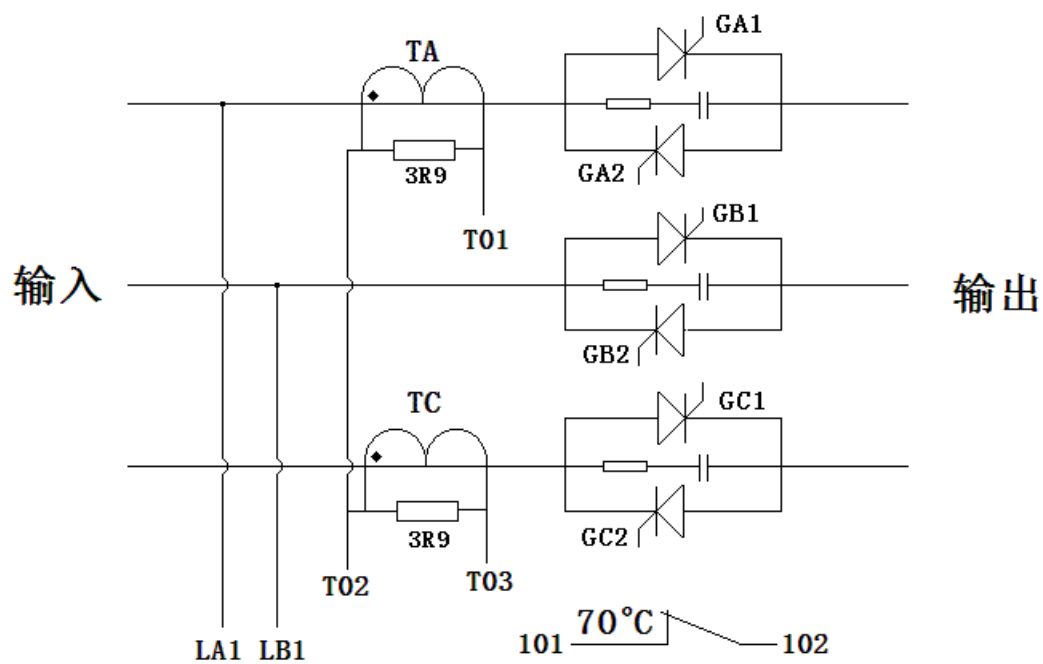 TA
GA1
GA2
3R9
T01
GB1
输入
输出
GB2
TC
GC1
3R9
GC2
T02
T03
70℃
101
102
LA1
LB1